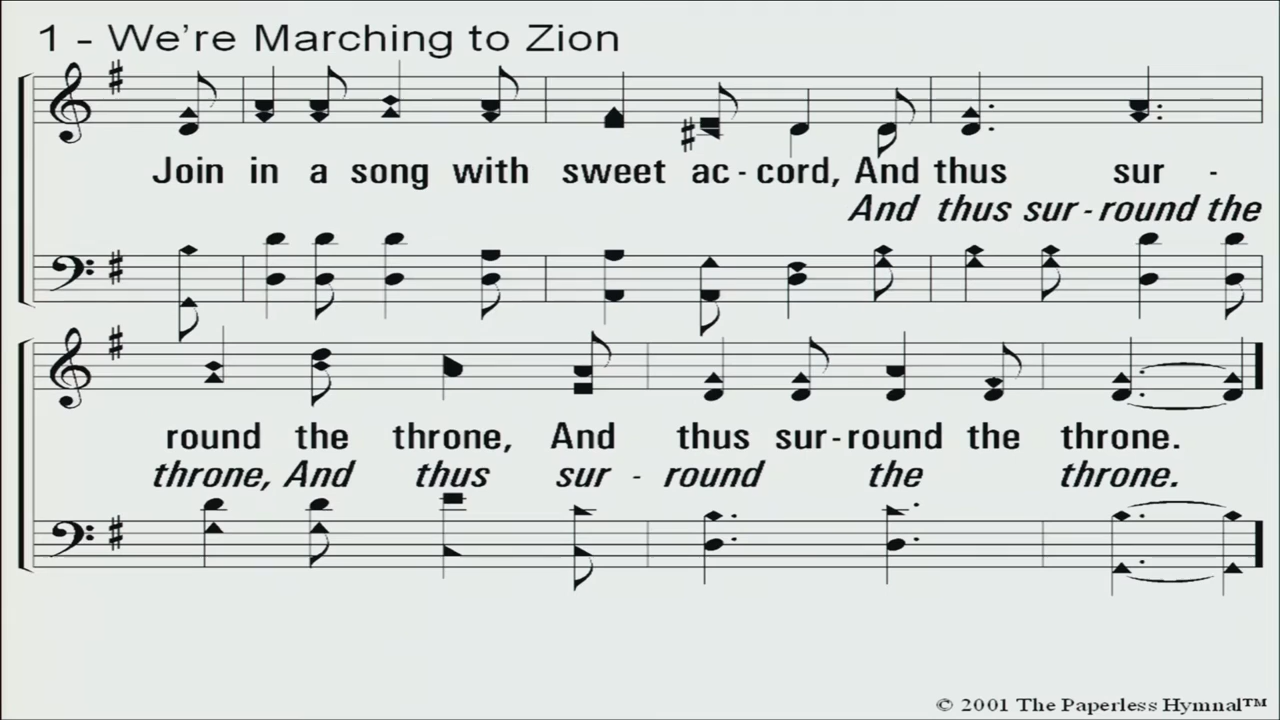 1 - We're Marching to Zion
Join in a song with sweet ac - cord, And thus sur -
And thus sur - round the
round the throne, And thus sur - round the throne.
throne, And thus sur - round the throne.
© 2001 The Paperless Hymnal™